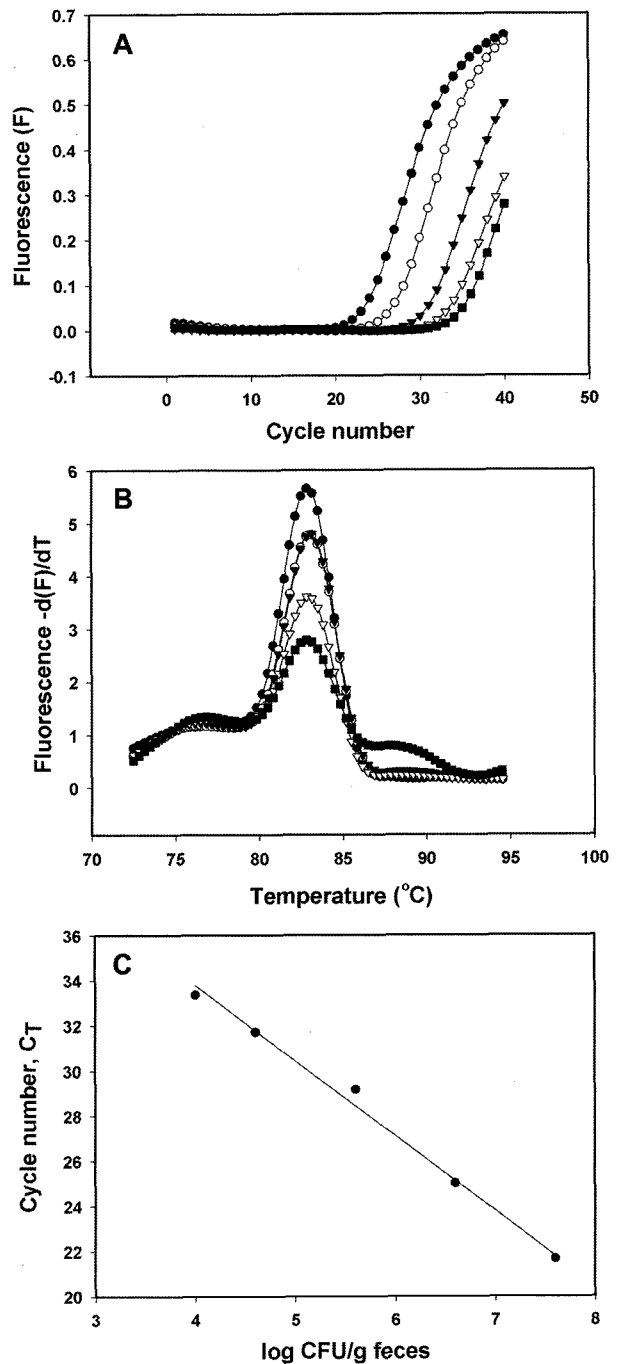 A
0.7
0.6
0.5
0.4
0.3
0.2
0.1
0.0
-0.1
Fluorescence (F)
0 10 20 30 40 50
Cycle number
B
6
5
4
3
2
1
0
Fluorescence -d(F)/dT
70 75 80 85 90 95 100
Temperature (°C)
C
36
34
32
30
28
26
24
22
20
Cycle number, CT
3 4 5 6 7 8
log CFU/g feces